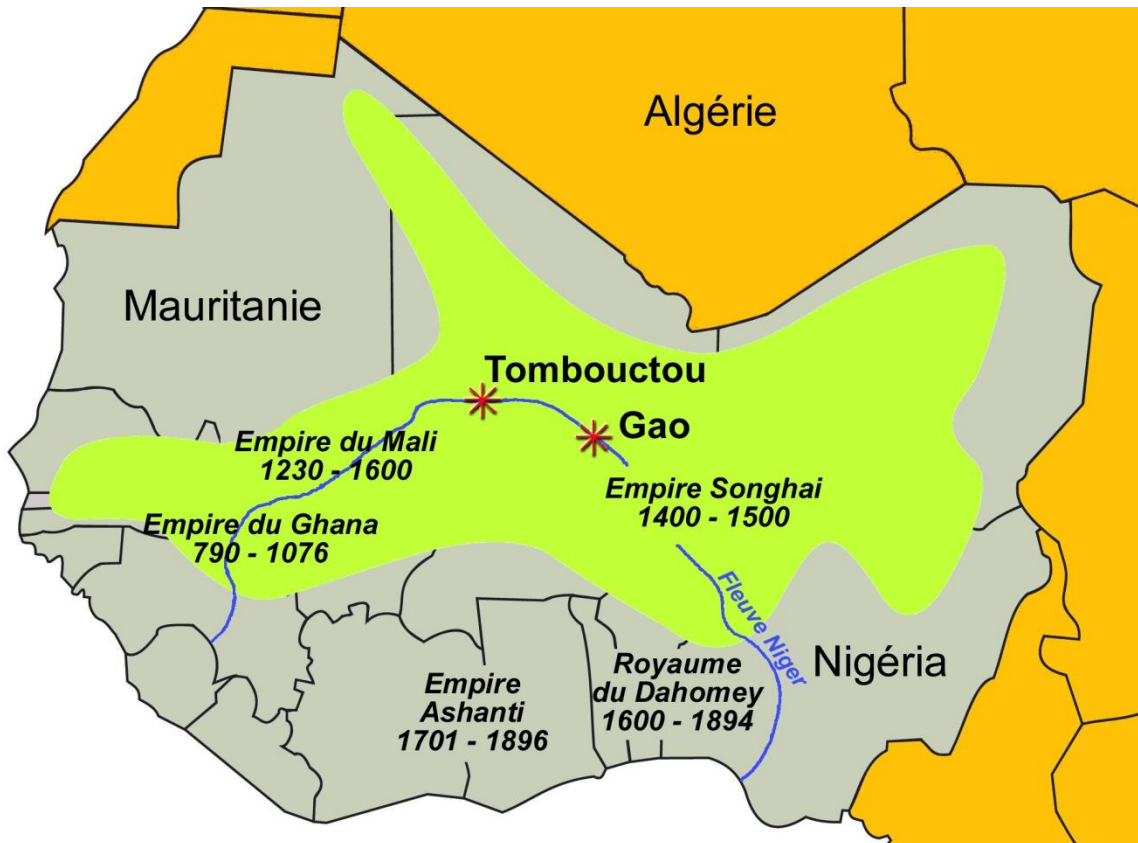 Algérie
Mauritanie
Tombouctou
Gao
Empire du Mali
1230 - 1600
Empire Songhai
1400 - 1500
Empire du Ghana
790 - 1076
Fleuve Niger
Nigéria
Royaume
du Dahomey
1600 - 1894
Empire
Ashanti
1701 - 1896